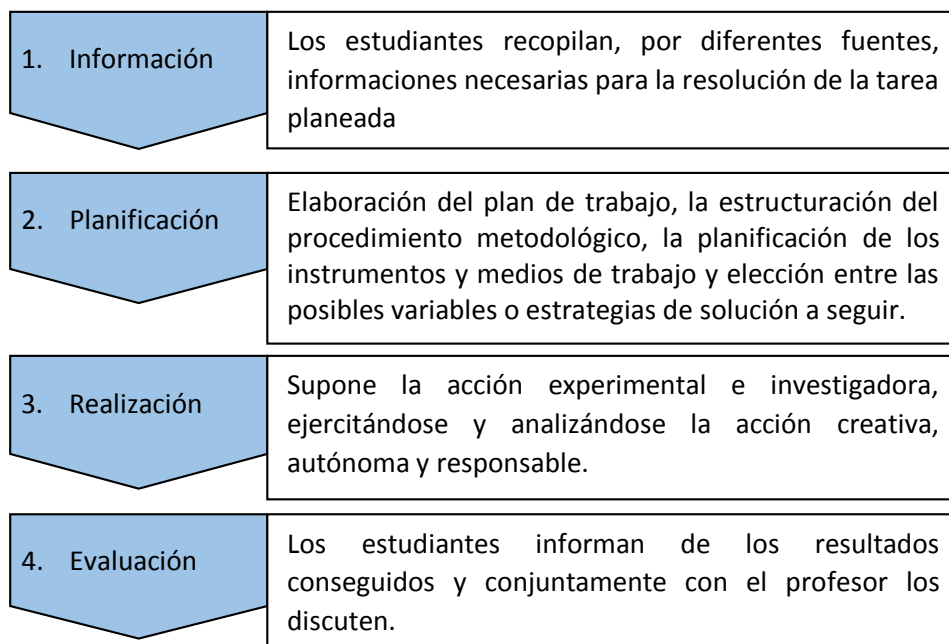 1. Información
Los estudiantes recopilan, por diferentes fuentes,
informaciones necesarias para la resolución de la tarea
planeada
2. Planificación
Elaboración del plan de trabajo, la estructuración del
procedimiento metodológico, la planificación de los
instrumentos y medios de trabajo y elección entre las
posibles variables o estrategias de solución a seguir.
3. Realización
Supone la acción experimental e investigadora,
ejercitándose y analizándose la acción creativa,
autónoma y responsable.
4. Evaluación
Los estudiantes informan de los resultados
conseguidos y conjuntamente con el profesor los
discuten.